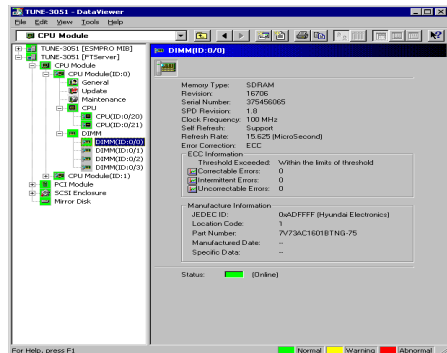 TUNE-3051 - DataViewer
File Edit View Tools Help
CPU Module
TUNE-3051 [ESMPRO MIB]
TUNE-3051 [FTServer]
CPU Module
CPU Module(ID:0)
General
Update
Maintenance
CPU
CPU(ID:0/20)
CPU(ID:0/21)
DIMM
DIMM(ID:0/0)
DIMM(ID:0/1)
DIMM(ID:0/2)
DIMM(ID:0/3)
CPU Module(ID:1)
PCI Module
SCSI Enclosure
Mirror Disk
DIMM(ID:0/0)
Memory Type: SDRAM
Revision: 16706
Serial Number: 375456065
SPD Revision: 1.8
Clock Frequency: 100 MHz
Self Refresh: Support
Refresh Rate: 15.625 (MicroSecond)
Error Correction: ECC
ECC Information
Threshold Exceeded: Within the limits of threshold
Correctable Errors: 0
Intermittent Errors: 0
Uncorrectable Errors: 0
Manufacture Information
JEDEC ID: 0xADFFFF (Hyundai Electronics)
Location Code: 1
Part Number: 7V73AC1601BTNG-75
Manufactured Date: --
Specific Data: --
Status: (Online)
For Help, press F1
Normal Warning Abnormal